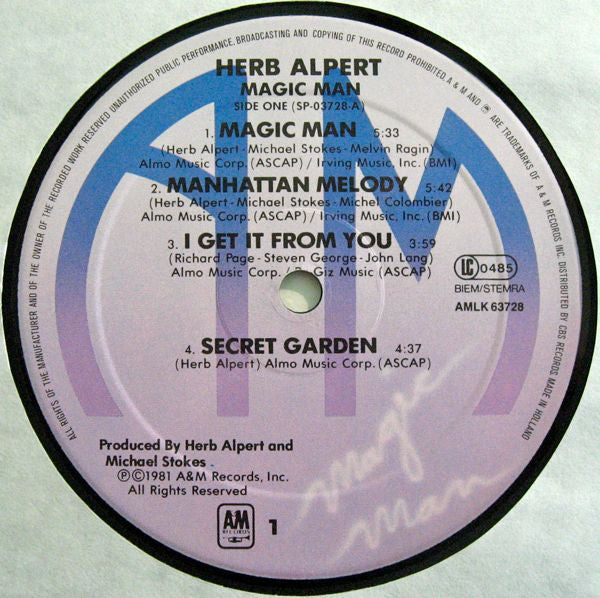 ALL RIGHTS OF THE MANUFACTURER AND OF THE OWNER OF THE RECORDED WORK RESERVED. UNAUTHORIZED PUBLIC PERFORMANCE, BROADCASTING AND COPYING OF THIS RECORD PROHIBITED. A & M AND ® ARE TRADEMARKS OF A & M RECORDS INC. DISTRIBUTED BY CBS RECORDS MADE IN HOLLAND
HERB ALPERT
MAGIC MAN
SIDE ONE (SP-03728-A)
1. MAGIC MAN 5:33
(Herb Alpert - Michael Stokes - Melvin Ragin)
Almo Music Corp. (ASCAP) / Irving Music, Inc. (BMI)
2. MANHATTAN MELODY 5:42
(Herb Alpert - Michael Stokes - Michel Colombier)
Almo Music Corp. (ASCAP) / Irving Music, Inc. (BMI)
3. I GET IT FROM YOU 3:59
(Richard Page - Steven George - John Lang)
Almo Music Corp. / Giz Music (ASCAP)
LC 0485
BIEM/STEMRA
AMLK 63728
4. SECRET GARDEN 4:37
(Herb Alpert) Almo Music Corp. (ASCAP)
Produced By Herb Alpert and
Michael Stokes
℗©1981 A&M Records, Inc.
All Rights Reserved
Magic
Man
A&M
RECORDS
1